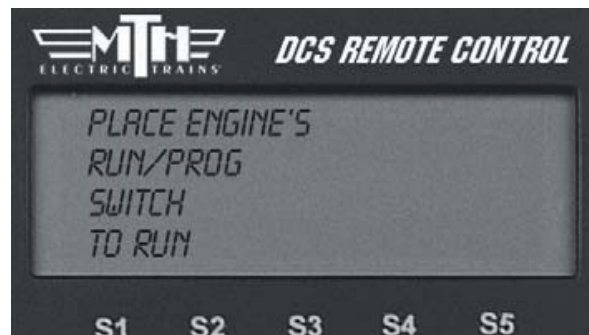 MTH
ELECTRIC TRAINS
DCS REMOTE CONTROL
PLACE ENGINE'S
RUN/PROG
SWITCH
TO RUN
S1 S2 S3 S4 S5